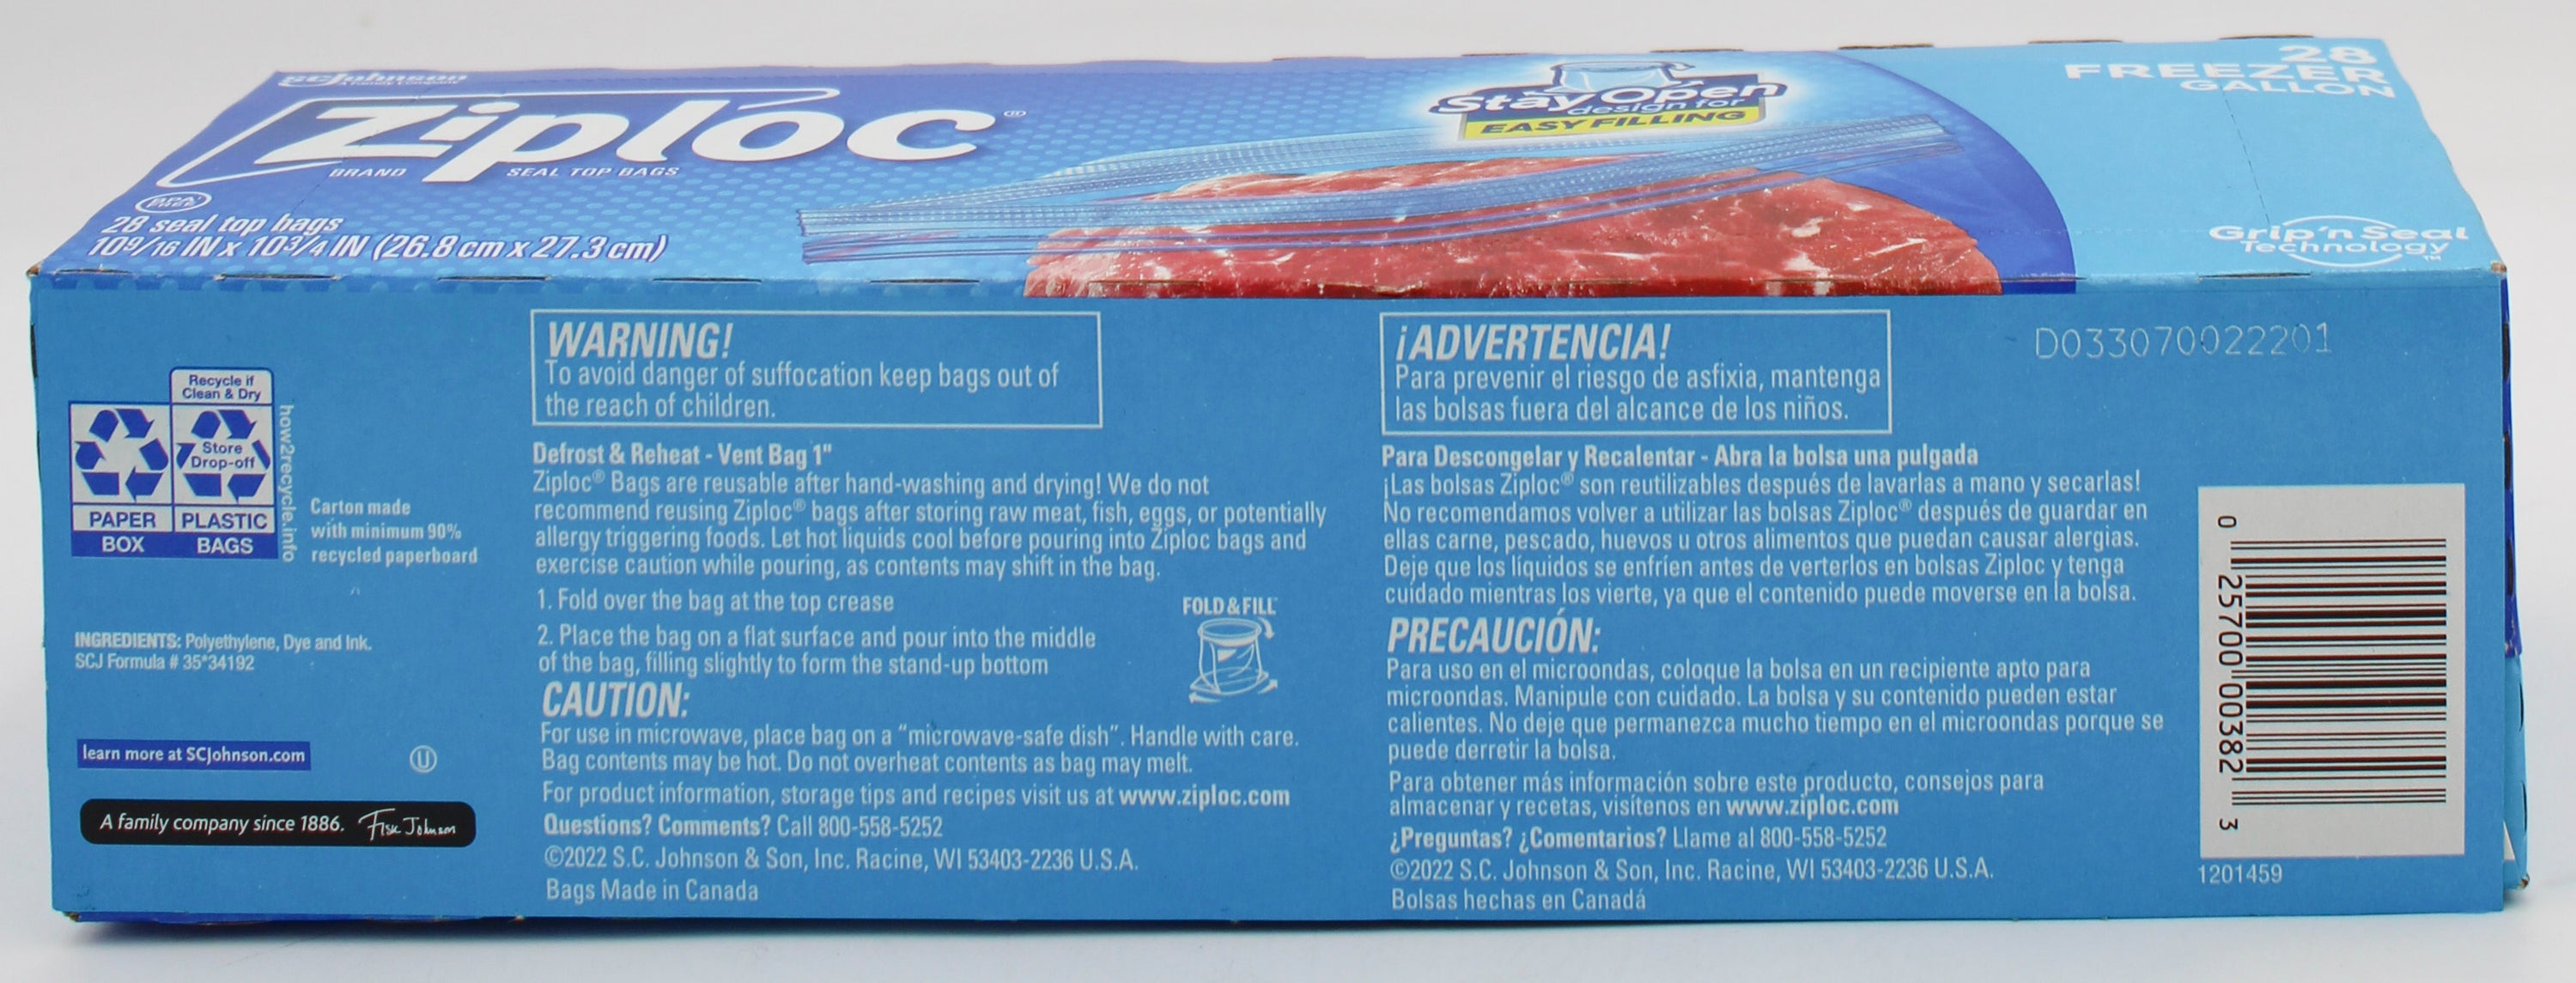 SC Johnson
A Family Company
Ziploc®
BRAND SEAL TOP BAGS
BPA FREE
28 seal top bags
10 9/16 IN x 10 3/4 IN (26.8 cm x 27.3 cm)
Stay Open
design for
EASY FILLING
28
FREEZER
GALLON
Grip'n Seal
Technology™
Recycle if
Clean & Dry
Store
Drop-off
PAPER PLASTIC
BOX BAGS
how2recycle.info
Carton made
with minimum 90%
recycled paperboard
INGREDIENTS: Polyethylene, Dye and Ink.
SCJ Formula # 35*34192
learn more at SCJohnson.com
U
A family company since 1886. Fisk Johnson
WARNING!
To avoid danger of suffocation keep bags out of
the reach of children.
Defrost & Reheat - Vent Bag 1"
Ziploc® Bags are reusable after hand-washing and drying! We do not
recommend reusing Ziploc® bags after storing raw meat, fish, eggs, or potentially
allergy triggering foods. Let hot liquids cool before pouring into Ziploc bags and
exercise caution while pouring, as contents may shift in the bag.
1. Fold over the bag at the top crease
2. Place the bag on a flat surface and pour into the middle
of the bag, filling slightly to form the stand-up bottom
FOLD & FILL
CAUTION:
For use in microwave, place bag on a “microwave-safe dish”. Handle with care.
Bag contents may be hot. Do not overheat contents as bag may melt.
For product information, storage tips and recipes visit us at www.ziploc.com
Questions? Comments? Call 800-558-5252
©2022 S.C. Johnson & Son, Inc. Racine, WI 53403-2236 U.S.A.
Bags Made in Canada
¡ADVERTENCIA!
Para prevenir el riesgo de asfixia, mantenga
las bolsas fuera del alcance de los niños.
Para Descongelar y Recalentar - Abra la bolsa una pulgada
¡Las bolsas Ziploc® son reutilizables después de lavarlas a mano y secarlas!
No recomendamos volver a utilizar las bolsas Ziploc® después de guardar en
ellas carne, pescado, huevos u otros alimentos que puedan causar alergias.
Deje que los líquidos se enfríen antes de verterlos en bolsas Ziploc y tenga
cuidado mientras los vierte, ya que el contenido puede moverse en la bolsa.
PRECAUCIÓN:
Para uso en el microondas, coloque la bolsa en un recipiente apto para
microondas. Manipule con cuidado. La bolsa y su contenido pueden estar
calientes. No deje que permanezca mucho tiempo en el microondas porque se
puede derretir la bolsa.
Para obtener más información sobre este producto, consejos para
almacenar y recetas, visítenos en www.ziploc.com
¿Preguntas? ¿Comentarios? Llame al 800-558-5252
©2022 S.C. Johnson & Son, Inc. Racine, WI 53403-2236 U.S.A.
Bolsas hechas en Canadá
D033070022201
0 25700 00382 3
1201459